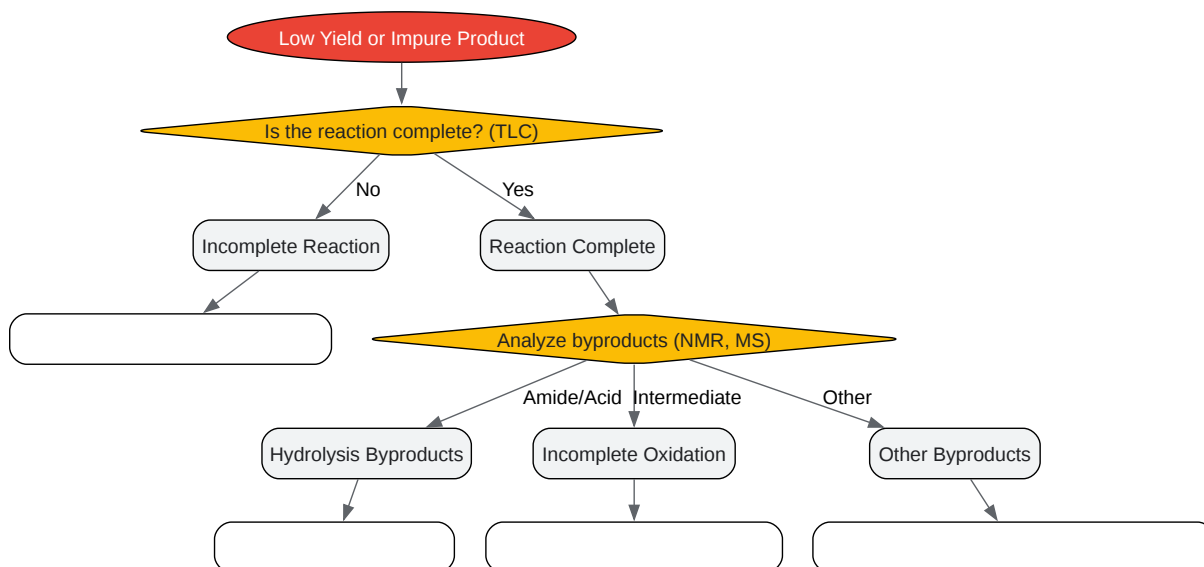 Low Yield or Impure Product
Is the reaction complete? (TLC)
No
Yes
Incomplete Reaction
Reaction Complete
Analyze byproducts (NMR, MS)
Amide/Acid
Intermediate
Other
Hydrolysis Byproducts
Incomplete Oxidation
Other Byproducts